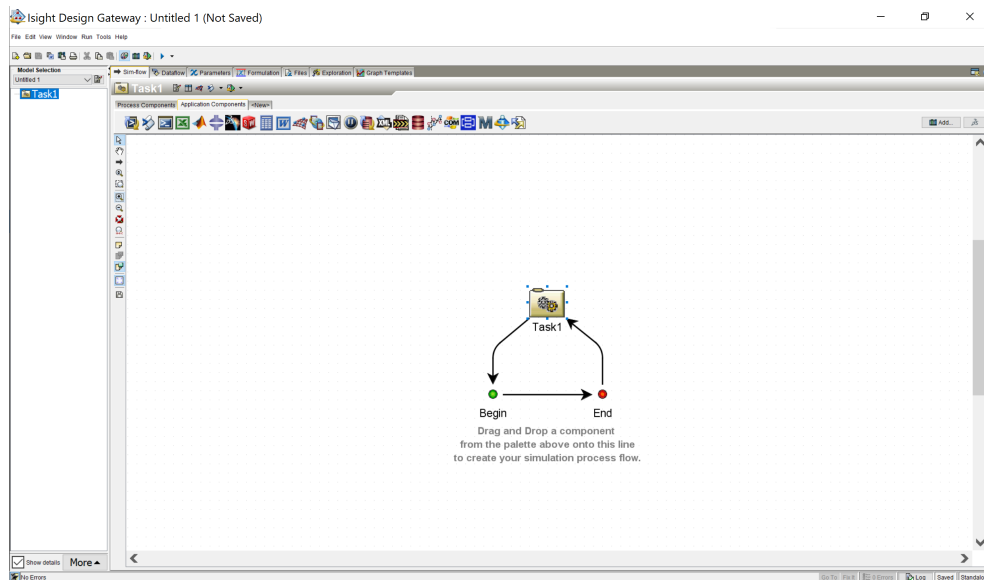 Isight Design Gateway : Untitled 1 (Not Saved)
File Edit View Window Run Tools Help
Model Selection
Sim-flow Dataflow Parameters Formulation Files Exploration Graph Templates
Untitled 1
Task1
Task1
Process Components Application Components <New>
Add...
Task1
Begin
End
Drag and Drop a component
from the palette above onto this line
to create your simulation process flow.
Show details More
No Errors
Go To Fix It 0 Errors Log Saved Standalo